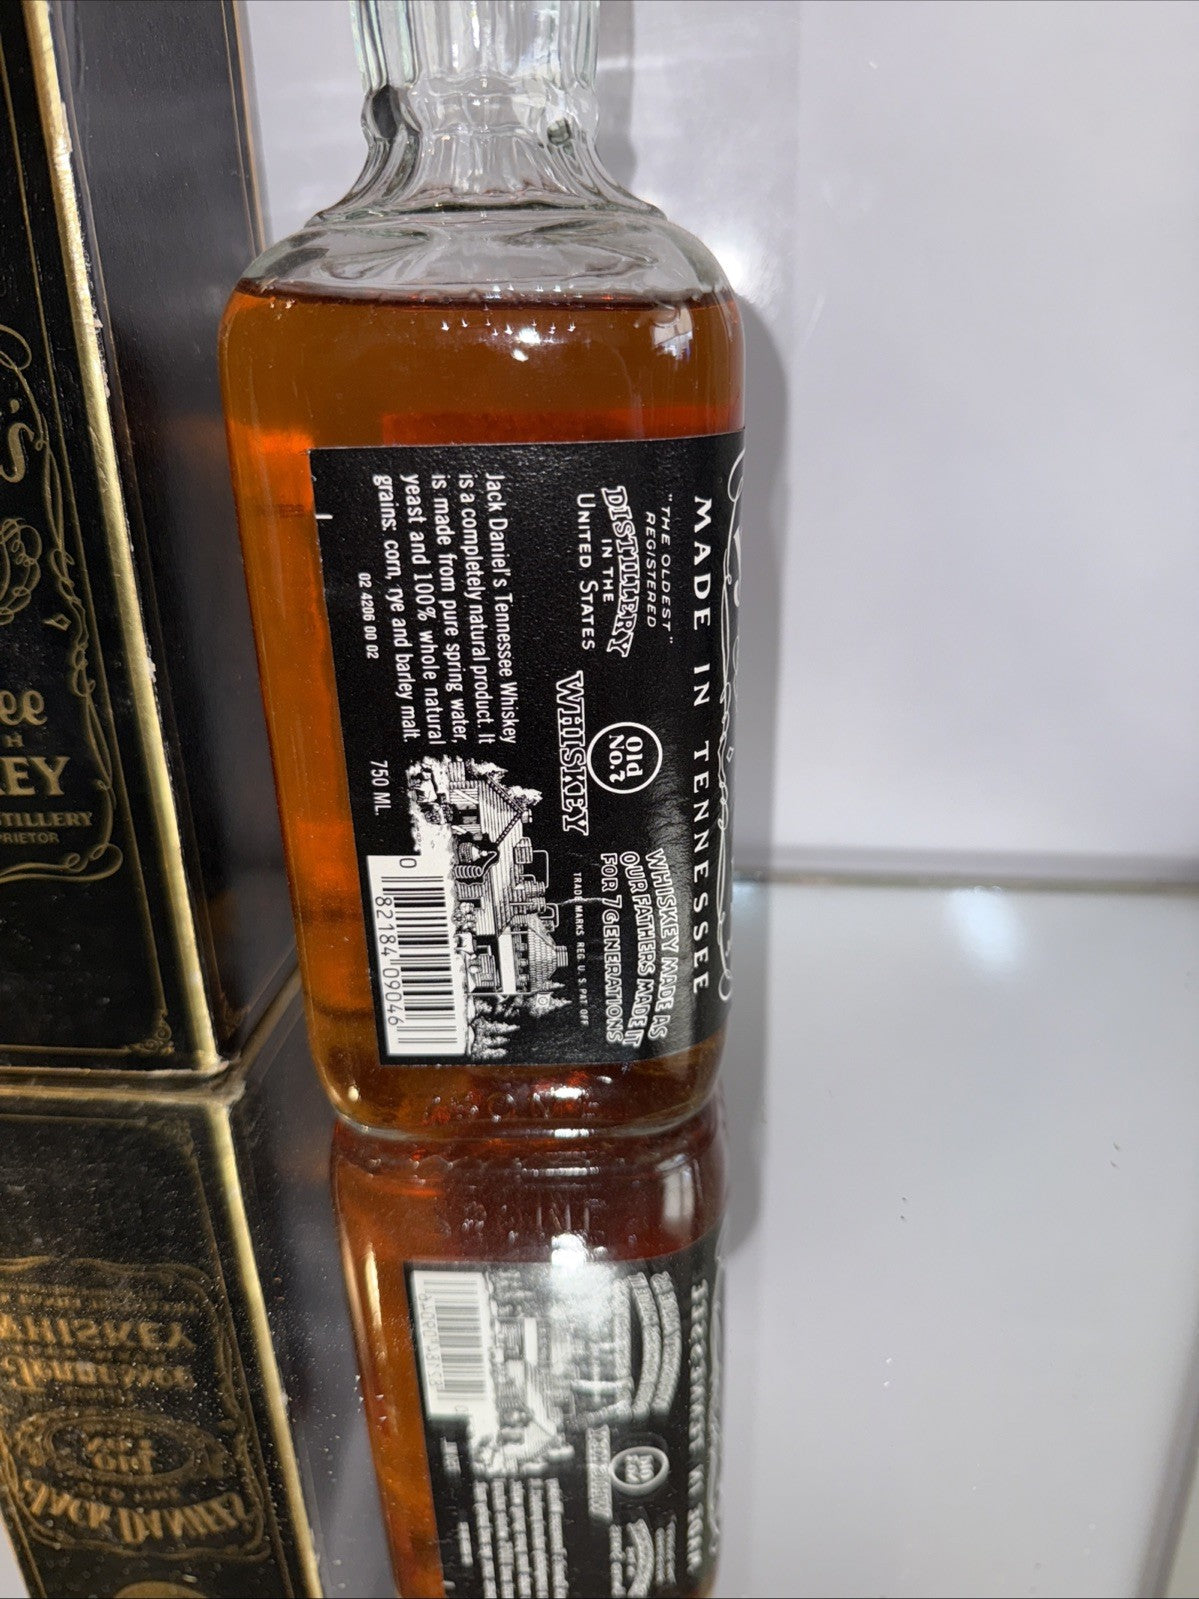 'S
ee
H
EY
STILLERY
PRIETOR
MADE IN TENNESSEE
"THE OLDEST"
REGISTERED
DISTILLERY
IN THE
UNITED STATES
Old
No.7
WHISKEY
WHISKEY MADE AS
OUR FATHERS MADE IT
FOR 7 GENERATIONS
TRADE MARKS REG. U. S. PAT. OFF.
Jack Daniel's Tennessee Whiskey
is a completely natural product. It
is made from pure spring water,
yeast and 100% whole natural
grains: corn, rye and barley malt.
02 4206 00 02
750 ML.
0 82184 09046